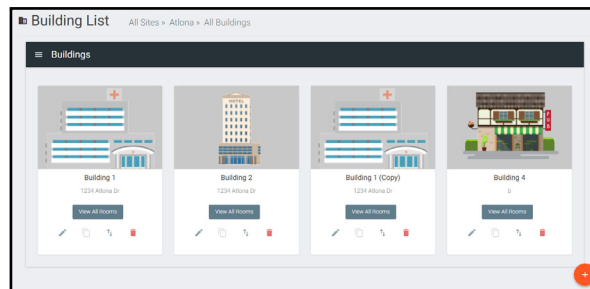 Building List All Sites » Atlona » All Buildings
Buildings
HOTEL
PUB
Building 1 Building 2 Building 1 (Copy) Building 4
1234 Atlona Dr 1234 Atlona Dr 1234 Atlona Dr b
View All Rooms View All Rooms View All Rooms View All Rooms